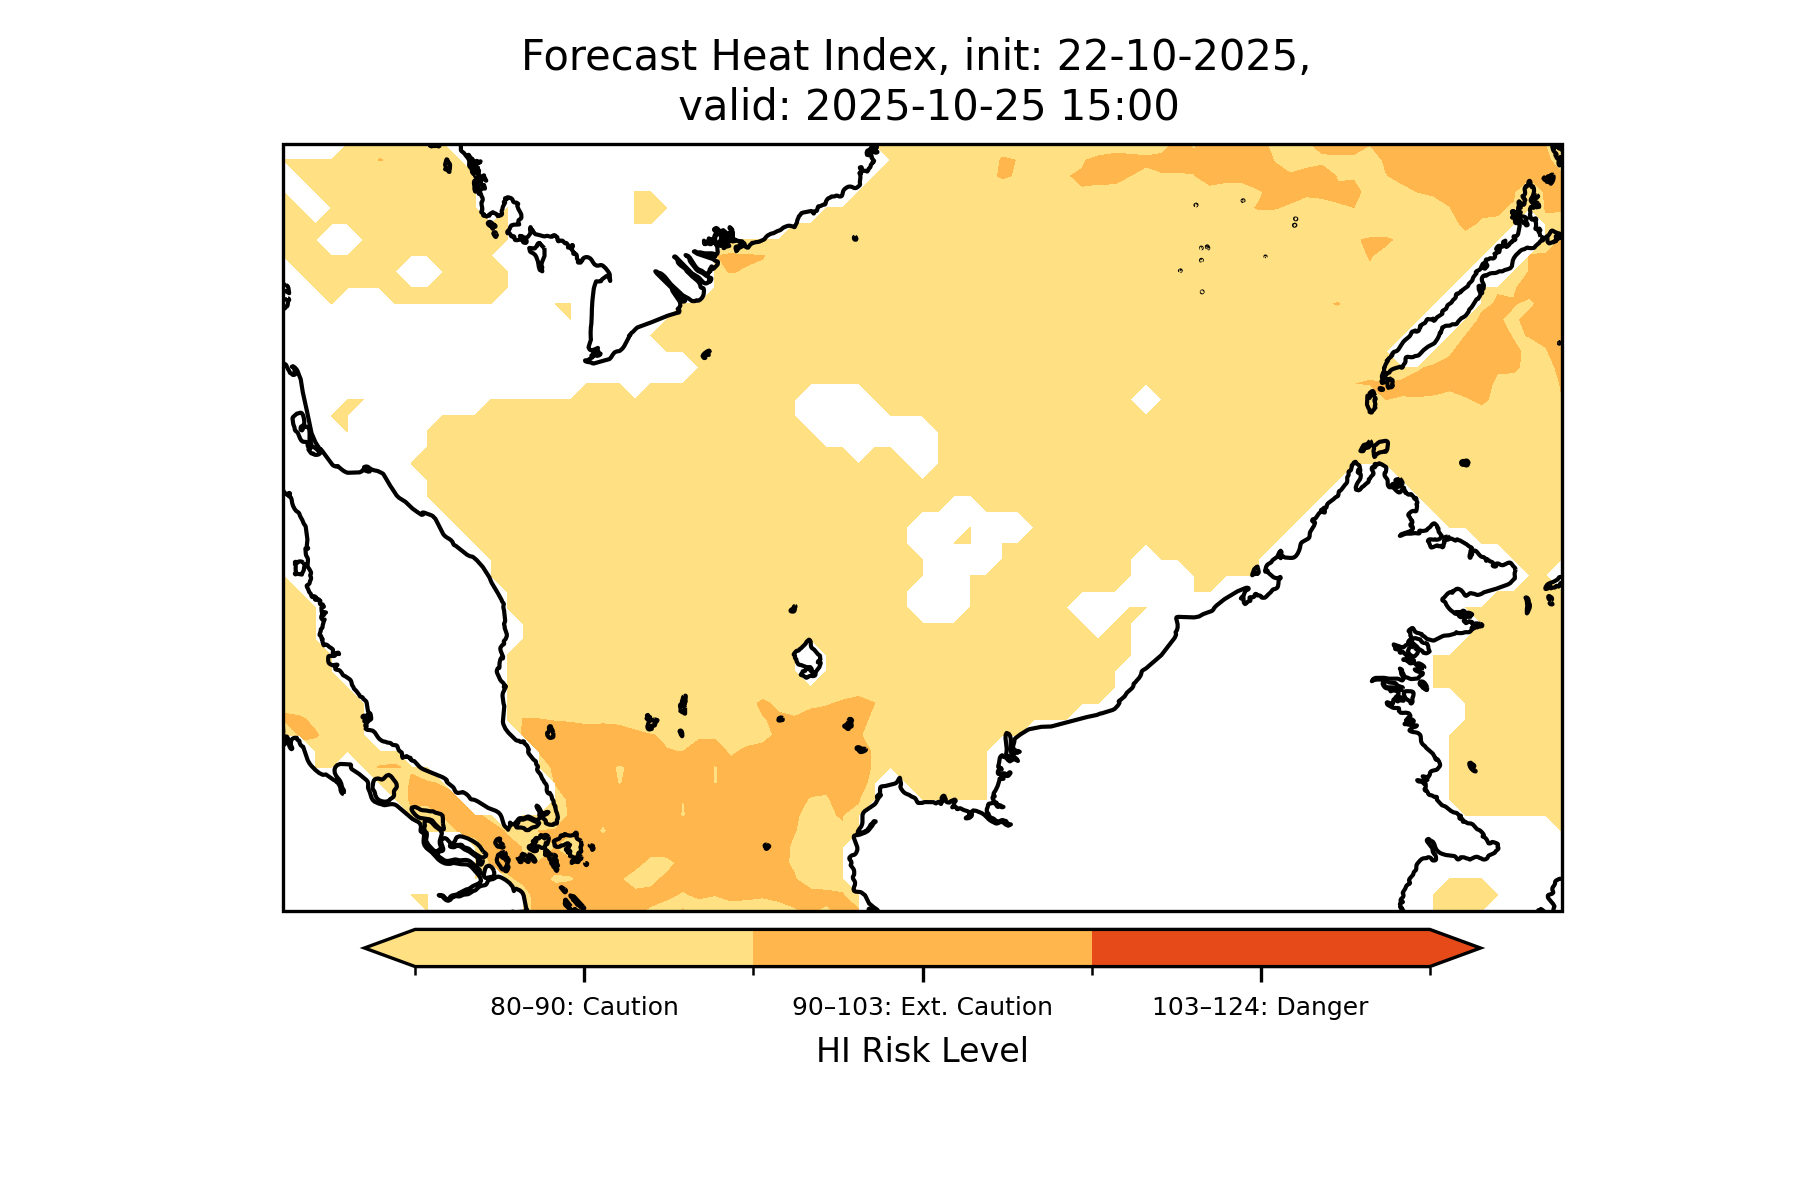 Forecast Heat Index, init: 22-10-2025,
valid: 2025-10-25 15:00
80–90: Caution
90–103: Ext. Caution
103–124: Danger
HI Risk Level